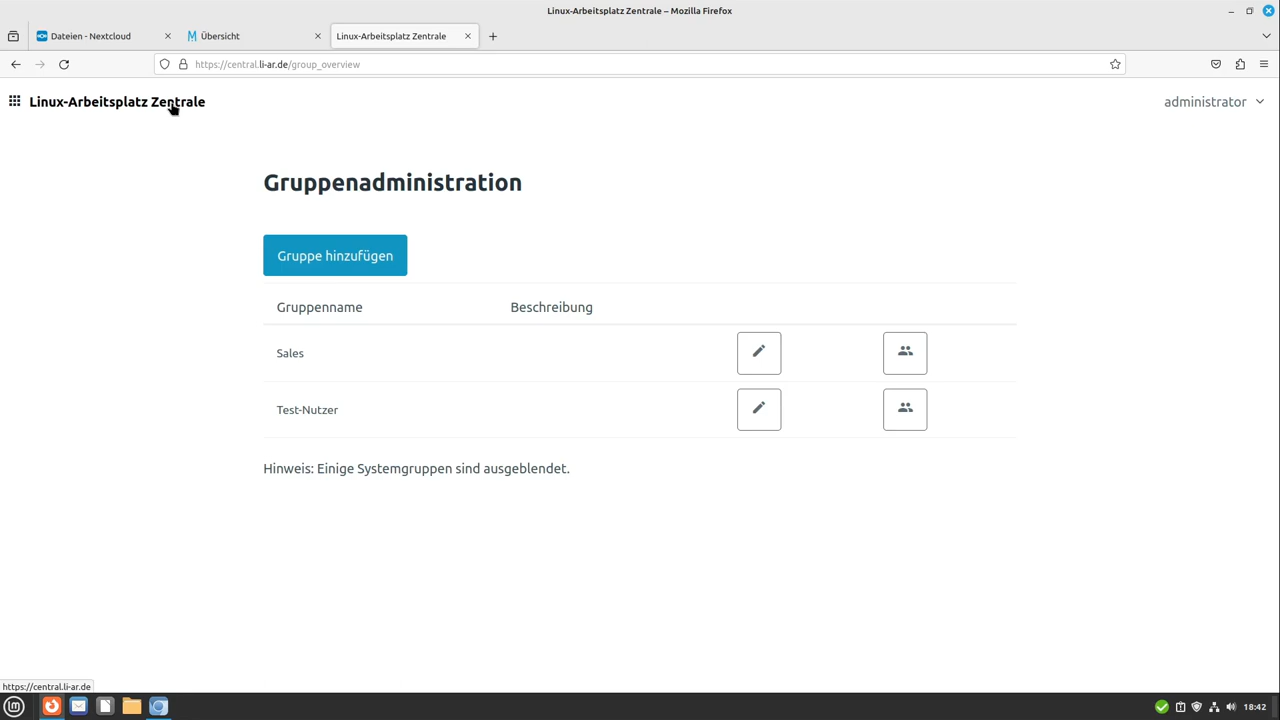 Linux-Arbeitsplatz Zentrale – Mozilla Firefox
Dateien - Nextcloud
Übersicht
Linux-Arbeitsplatz Zentrale
https://central.li-ar.de/group_overview
Linux-Arbeitsplatz Zentrale
administrator
Gruppenadministration
Gruppe hinzufügen
Gruppenname Beschreibung
Sales
Test-Nutzer
Hinweis: Einige Systemgruppen sind ausgeblendet.
https://central.li-ar.de
18:42